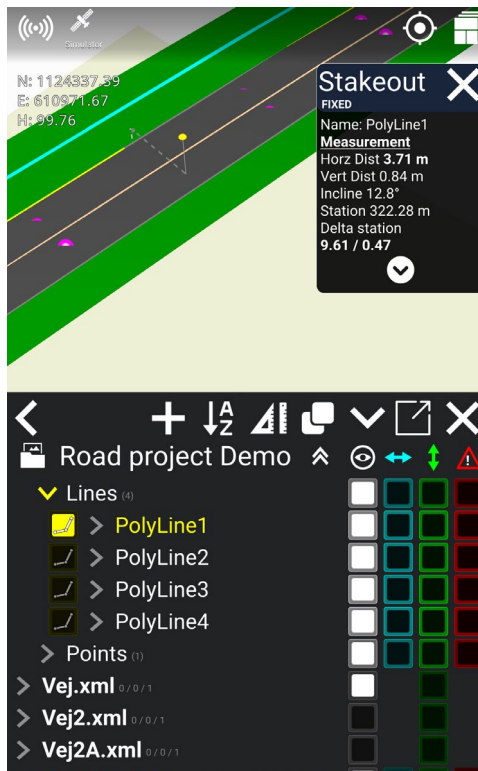 Simulator
N: 1124337.39
E: 610971.67
H: 99.76
Stakeout
FIXED
Name: PolyLine1
Measurement
Horz Dist 3.71 m
Vert Dist 0.84 m
Incline 12.8°
Station 322.28 m
Delta station
9.61 / 0.47
A
Z
Road project Demo
Lines (4)
PolyLine1
PolyLine2
PolyLine3
PolyLine4
Points (1)
Vej.xml 0/0/1
Vej2.xml 0/0/1
Vej2A.xml 0/0/1